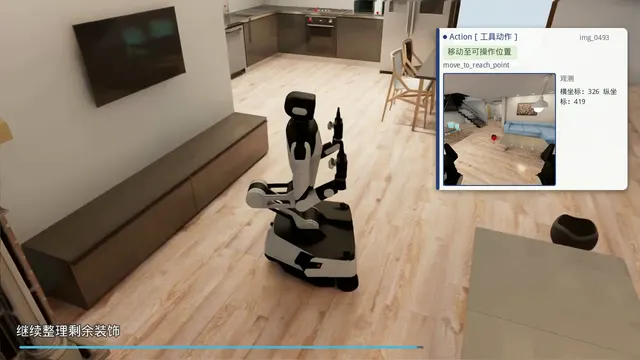 Action [ 工具动作 ]
img_0493
移动至可操作位置
move_to_reach_point
观测
横坐标: 326 纵坐
标: 419
继续整理剩余装饰